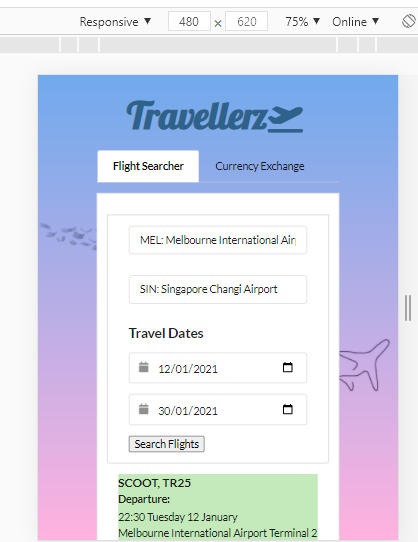 Responsive ▼ 480 × 620 75% ▼ Online ▼
Travellerz
Flight Searcher Currency Exchange
MEL: Melbourne International Air
SIN: Singapore Changi Airport
Travel Dates
12/01/2021
30/01/2021
Search Flights
SCOOT, TR25
Departure:
22:30 Tuesday 12 January
Melbourne International Airport Terminal 2